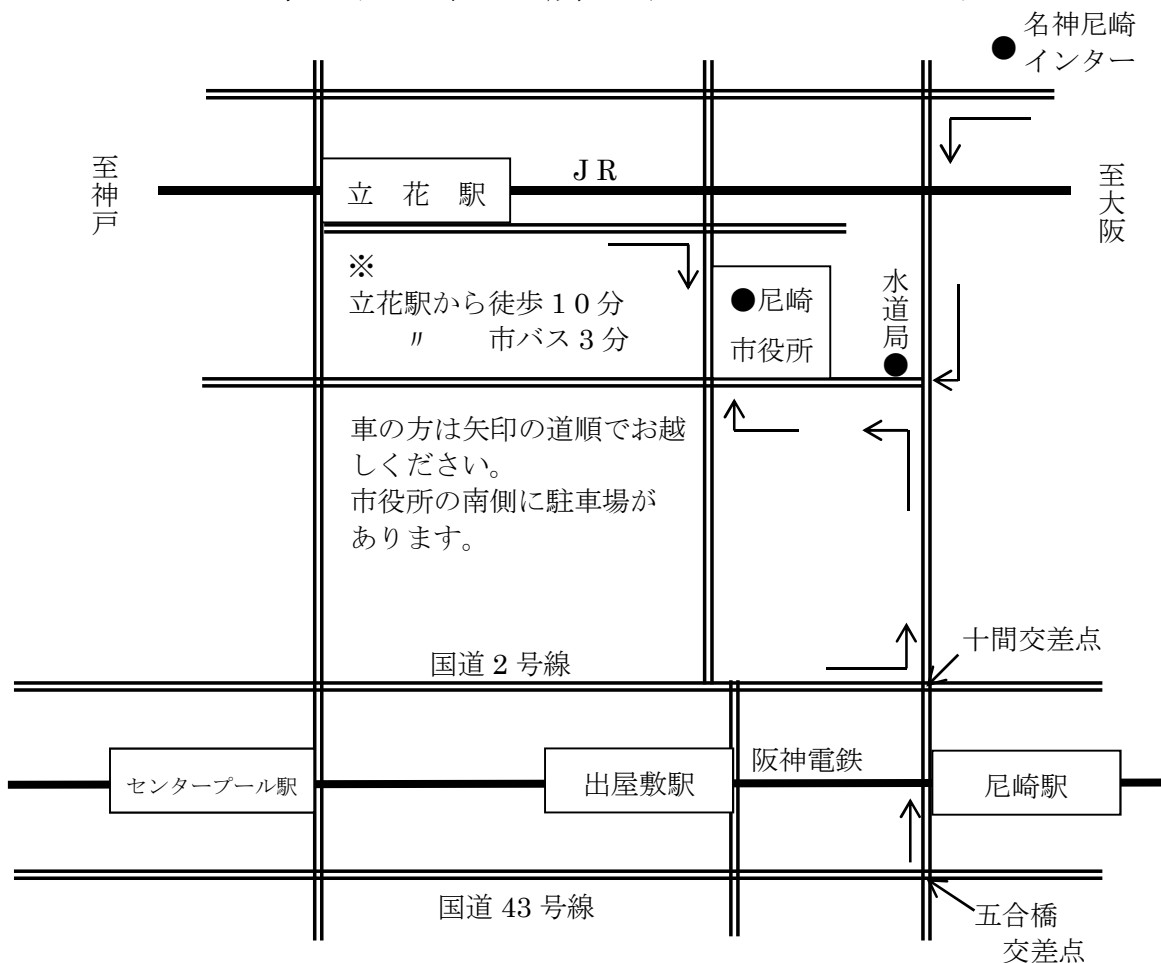 名神尼崎
インター
至神戸
立花駅
ＪＲ
至大阪
※
立花駅から徒歩１０分
〃 市バス３分
●尼崎
市役所
水道局
車の方は矢印の道順でお越
しください。
市役所の南側に駐車場が
あります。
十間交差点
国道２号線
センタープール駅
出屋敷駅
阪神電鉄
尼崎駅
国道 43 号線
五合橋
交差点